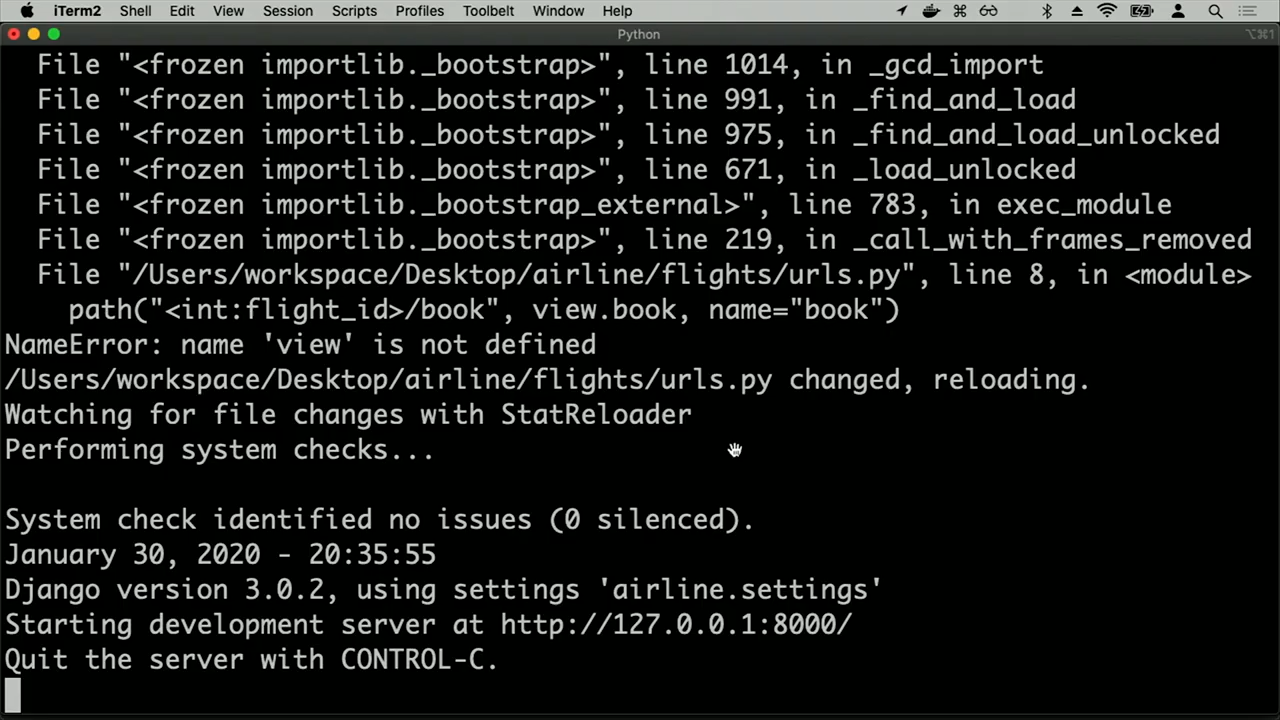 iTerm2 Shell Edit View Session Scripts Profiles Toolbelt Window Help
Python
⌥⌘1
File "<frozen importlib._bootstrap>", line 1014, in _gcd_import
File "<frozen importlib._bootstrap>", line 991, in _find_and_load
File "<frozen importlib._bootstrap>", line 975, in _find_and_load_unlocked
File "<frozen importlib._bootstrap>", line 671, in _load_unlocked
File "<frozen importlib._bootstrap_external>", line 783, in exec_module
File "<frozen importlib._bootstrap>", line 219, in _call_with_frames_removed
File "/Users/workspace/Desktop/airline/flights/urls.py", line 8, in <module>
path("<int:flight_id>/book", view.book, name="book")
NameError: name 'view' is not defined
/Users/workspace/Desktop/airline/flights/urls.py changed, reloading.
Watching for file changes with StatReloader
Performing system checks...
System check identified no issues (0 silenced).
January 30, 2020 - 20:35:55
Django version 3.0.2, using settings 'airline.settings'
Starting development server at http://127.0.0.1:8000/
Quit the server with CONTROL-C.